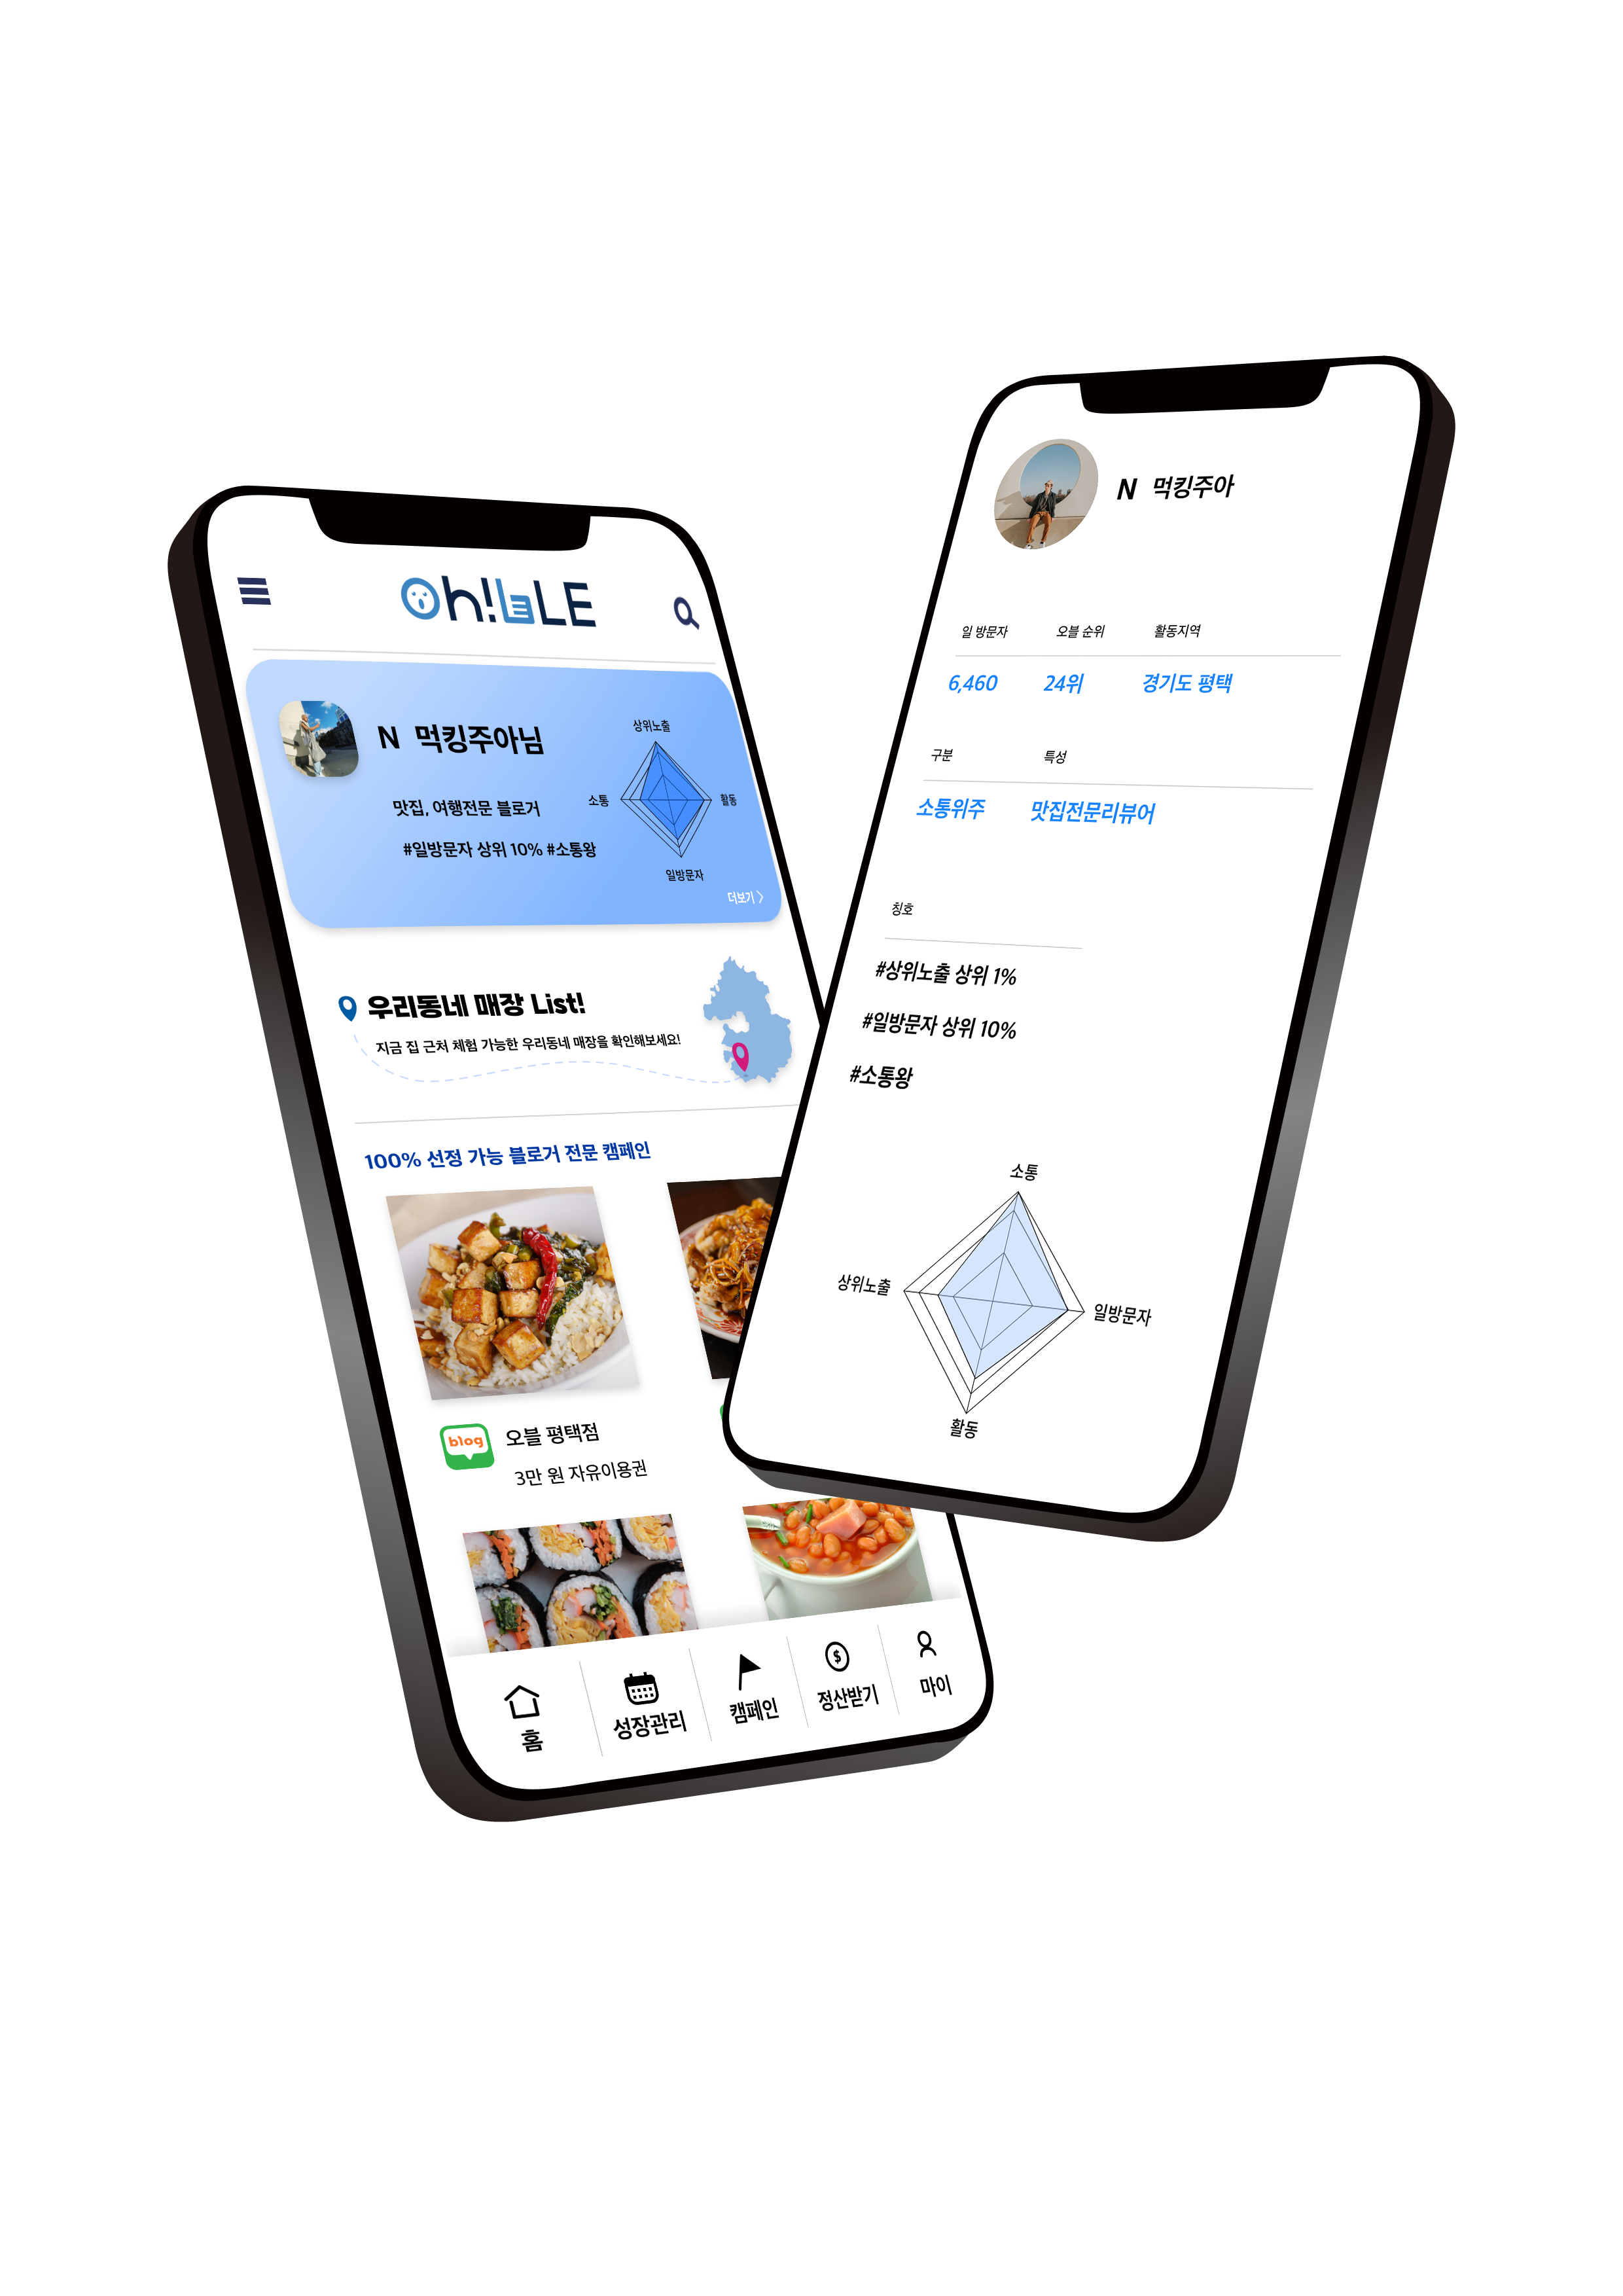 Oh!BLE
N 먹킹주아님
맛집, 여행전문 블로거
#일방문자 상위 10% #소통왕
상위노출
소통
활동
일방문자
더보기 〉
우리동네 매장 List!
지금 집 근처 체험 가능한 우리동네 매장을 확인해보세요!
100% 선정 가능 블로거 전문 캠페인
blog
오블 평택점
3만 원 자유이용권
홈
성장관리
캠페인
$
정산받기
마이
N 먹킹주아
일 방문자 오블 순위 활동지역
6,460 24위 경기도 평택
구분 특성
소통위주 맛집전문리뷰어
칭호
#상위노출 상위 1%
#일방문자 상위 10%
#소통왕
소통
상위노출
일방문자
활동